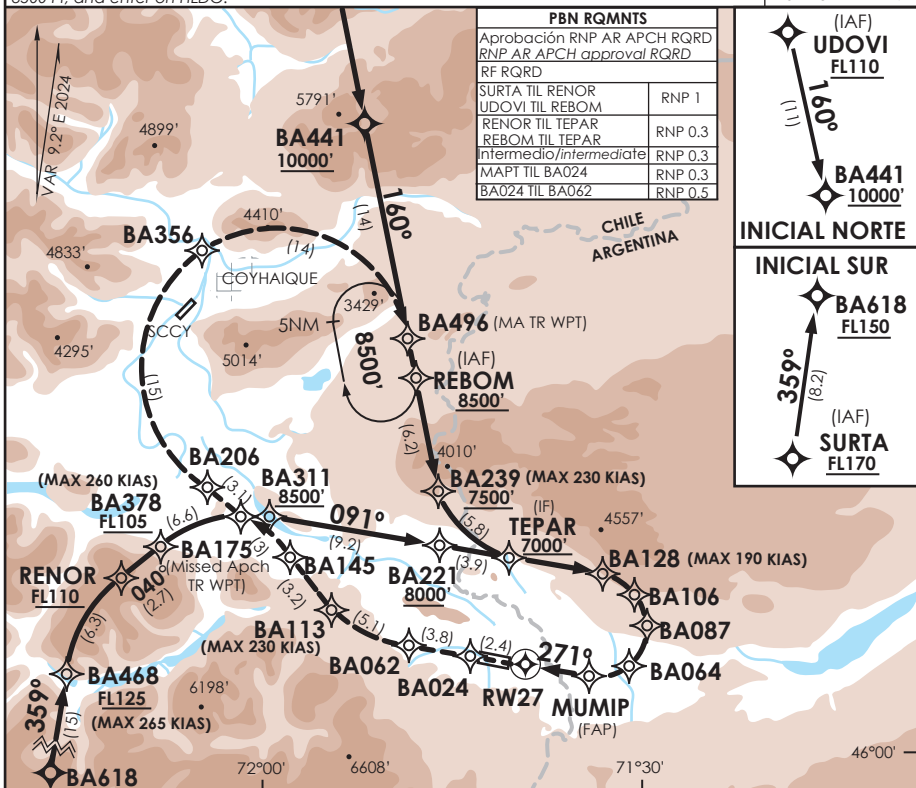 PBN RQMNTS
Aprobación RNP AR APCH RQRD
RNP AR APCH approval RQRD
RF RQRD
SURTA TIL RENOR
UDOVI TIL REBOM
RNP 1
RENOR TIL TEPAR
REBOM TIL TEPAR
RNP 0.3
Intermedio/intermediate
RNP 0.3
MAPT TIL BA024
RNP 0.3
BA024 TIL BA062
RNP 0.5
(IAF)
UDOVI
FL110
160°
(11)
BA441
10000'
INICIAL NORTE
INICIAL SUR
BA618
FL150
359°
(8.2)
(IAF)
SURTA
FL170
VAR 9.2° E 2024
4899'
5791'
BA441
10000'
160°
(14)
4410'
BA356
(14)
4833'
COYHAIQUE
CHILE
ARGENTINA
3429'
5NM
8500'
SCCY
BA496 (MA TR WPT)
4295'
5014'
(IAF)
REBOM
8500'
(15)
(6.2)
4010'
BA206
(MAX 260 KIAS)
(3.1)
BA311
8500'
BA239 (MAX 230 KIAS)
7500'
BA378
FL105
(6.6)
091°
(9.2)
(5.8)
(IF)
TEPAR
7000'
4557'
BA175
(Missed Apch
TR WPT)
(3)
BA145
BA221
8000'
(3.9)
BA128 (MAX 190 KIAS)
RENOR
FL110
040°
(2.7)
BA106
(3.2)
BA113
(MAX 230 KIAS)
(5.1)
BA087
(6.3)
BA062
(3.8)
BA024
(2.4)
RW27
271°
BA064
MUMIP
(FAP)
BA468
FL125
(MAX 265 KIAS)
6198'
359°
(15)
BA618
72°00'
6608'
71°30'
46°00'